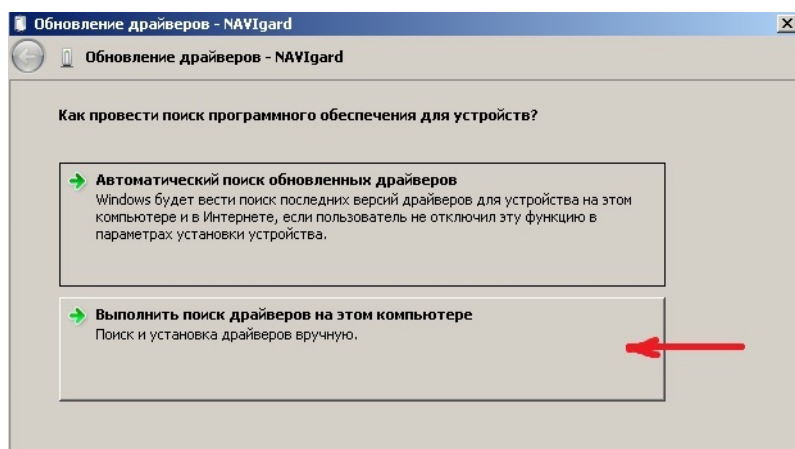 Обновление драйверов - NAVIgard
Обновление драйверов - NAVIgard
Как провести поиск программного обеспечения для устройств?
Автоматический поиск обновленных драйверов
Windows будет вести поиск последних версий драйверов для устройства на этом
компьютере и в Интернете, если пользователь не отключил эту функцию в
параметрах установки устройства.
Выполнить поиск драйверов на этом компьютере
Поиск и установка драйверов вручную.